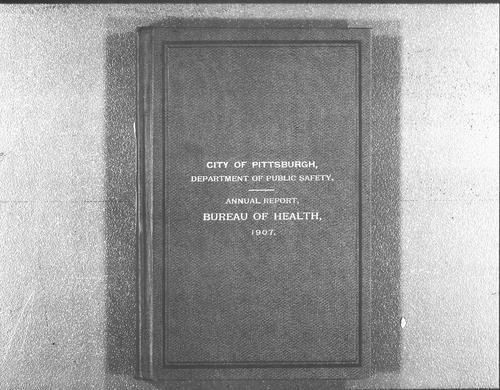 CITY OF PITTSBURGH,
DEPARTMENT OF PUBLIC SAFETY,
ANNUAL REPORT,
BUREAU OF HEALTH,
1907.